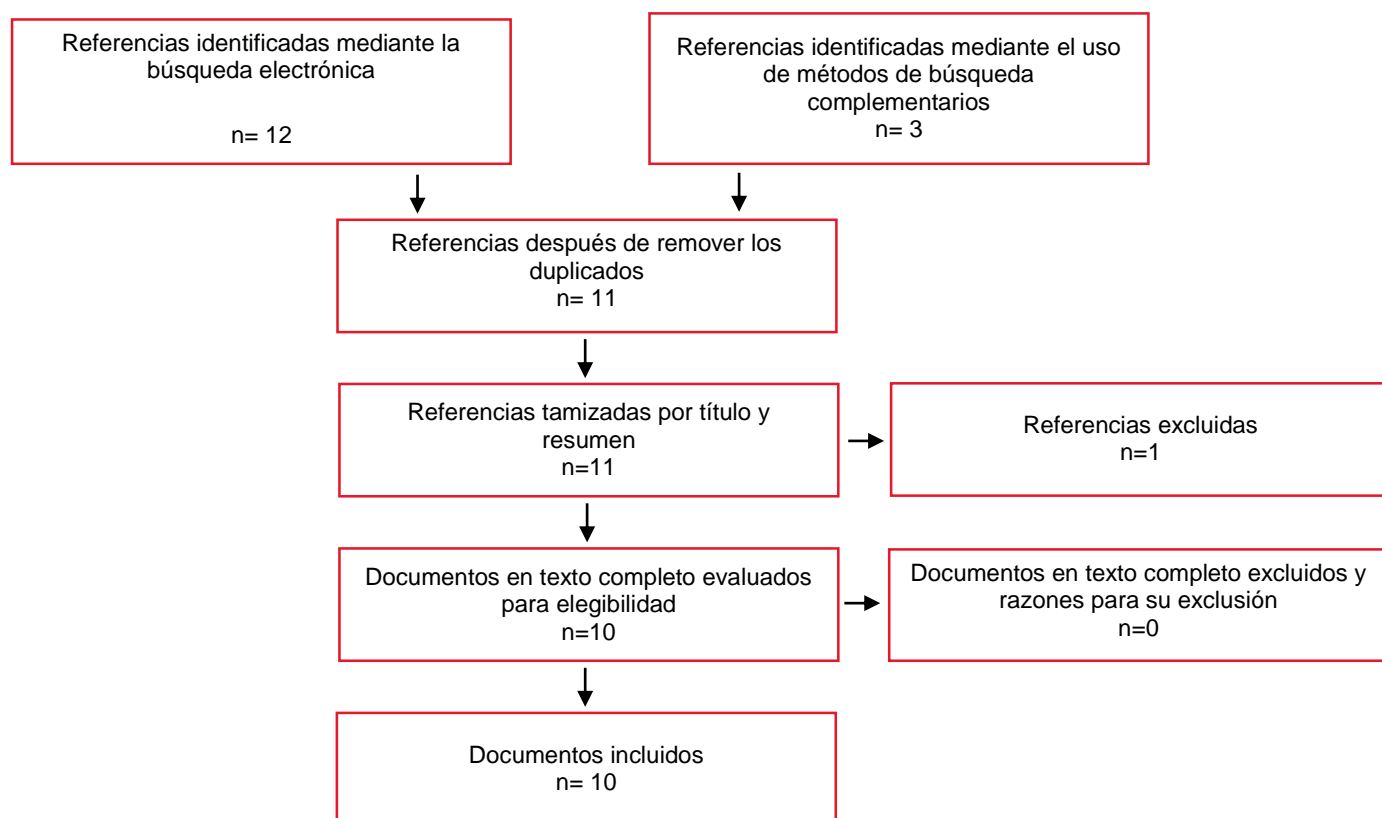 Referencias identificadas mediante la
búsqueda electrónica
n= 12
Referencias identificadas mediante el uso
de métodos de búsqueda
complementarios
n= 3
Referencias después de remover los
duplicados
n= 11
Referencias tamizadas por título y
resumen
n=11
Referencias excluidas
n=1
Documentos en texto completo evaluados
para elegibilidad
n=10
Documentos en texto completo excluidos y
razones para su exclusión
n=0
Documentos incluidos
n= 10